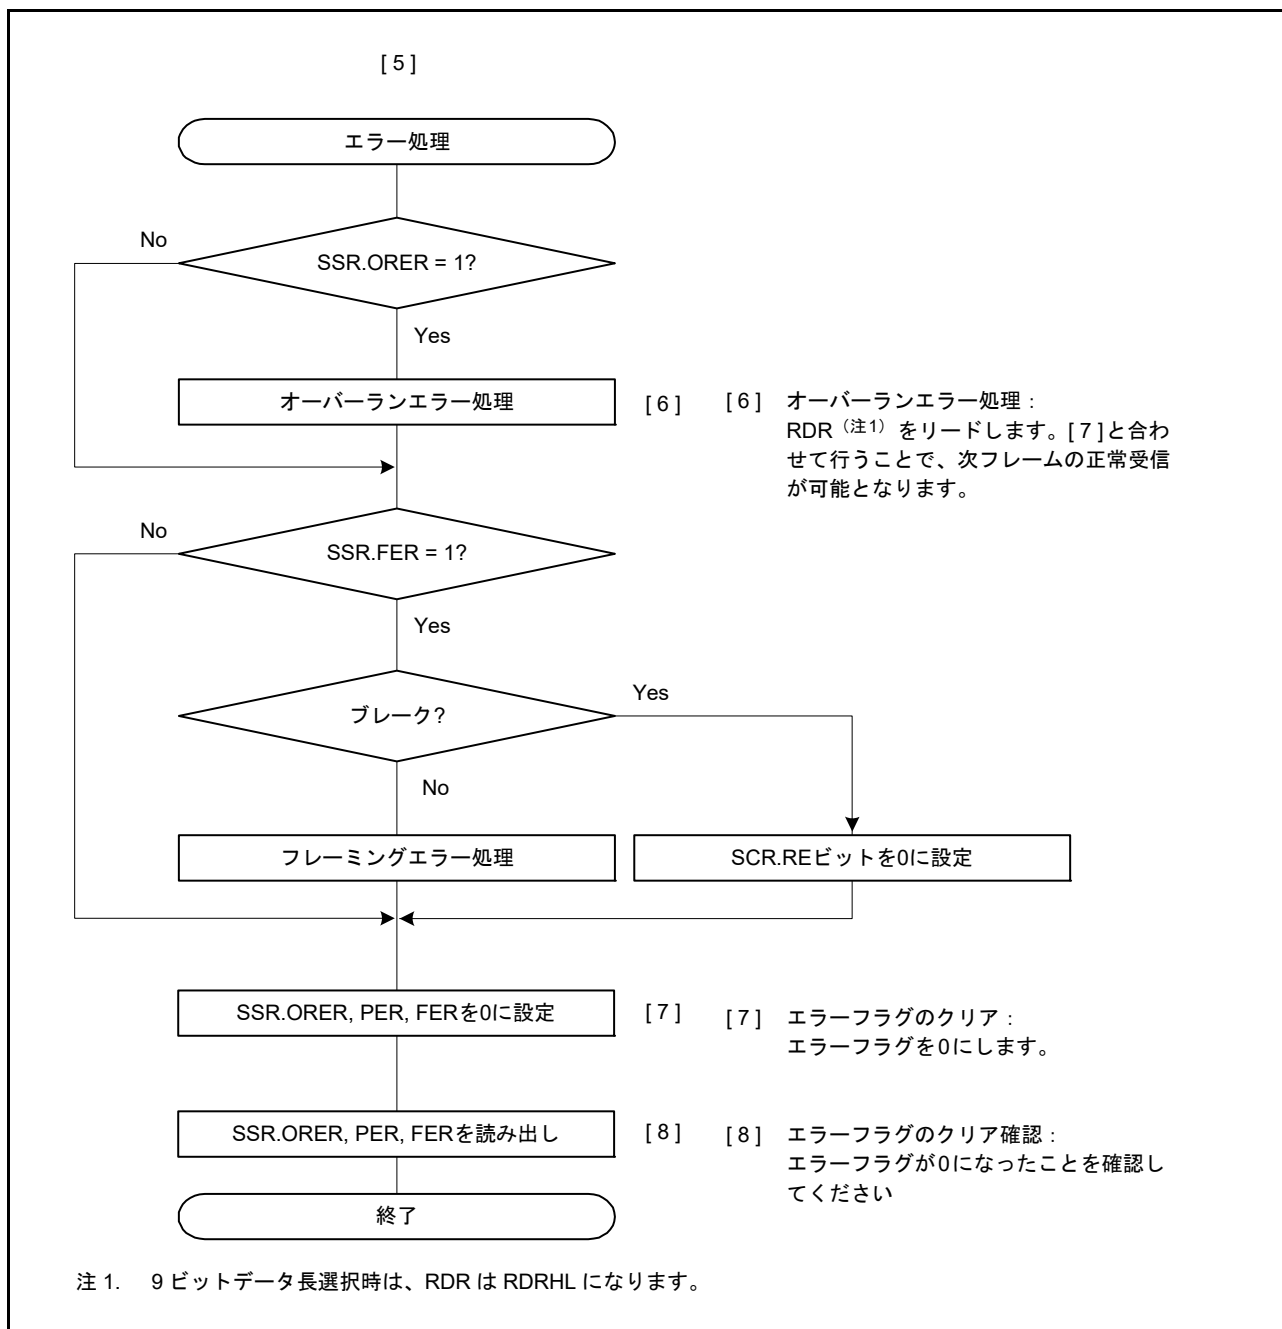 [ 5 ]
エラー処理
No
SSR.ORER = 1?
Yes
オーバーランエラー処理
[ 6 ]
[ 6 ] オーバーランエラー処理：
RDR（注1）をリードします。[ 7 ]と合わ
せて行うことで、次フレームの正常受信
が可能となります。
No
SSR.FER = 1?
Yes
ブレーク?
Yes
No
フレーミングエラー処理
SCR.REビットを0に設定
SSR.ORER, PER, FERを0に設定
[ 7 ]
[ 7 ] エラーフラグのクリア：
エラーフラグを0にします。
SSR.ORER, PER, FERを読み出し
[ 8 ]
[ 8 ] エラーフラグのクリア確認：
エラーフラグが0になったことを確認し
てください
終了
注 1. 9 ビットデータ長選択時は、RDR は RDRHL になります。